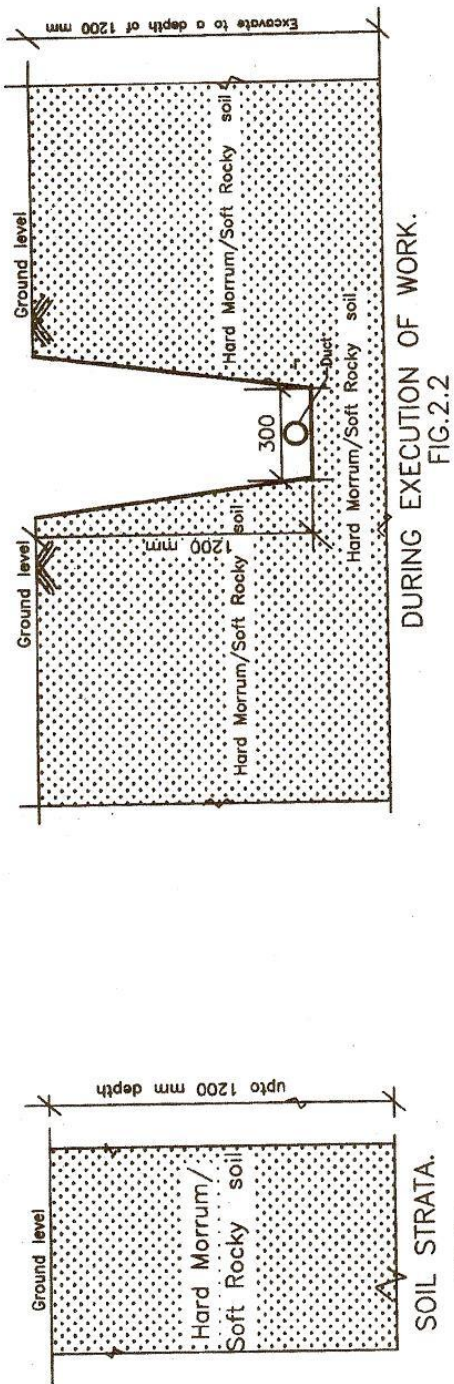 Ground level
Hard Morrum/
Soft Rocky soil
upto 1200 mm depth
SOIL STRATA.
Ground level
Ground level
Hard Morrum/Soft Rocky soil
1200 mm
300
Duct
Hard Morrum/Soft Rocky soil
Hard Morrum/Soft Rocky soil
Excavate to a depth of 1200 mm
DURING EXECUTION OF WORK.
FIG.2.2